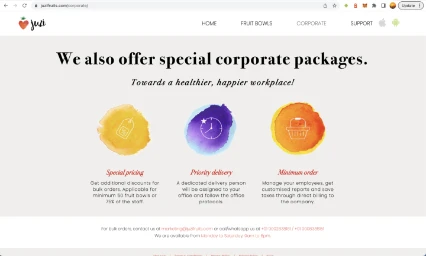 juzifruits.com/corporate/
Update
juzi
HOME
FRUIT BOWLS
CORPORATE
SUPPORT
We also offer special corporate packages.
Towards a healthier, happier workplace!
Special pricing
Get additional discounts for
bulk orders. Applicable for
minimum 50 fruit bowls or
70% of the staff.
Priority delivery
A dedicated delivery person
will be assigned to your
office and follow the office
protocols.
Minimum order
Manage your employees, get
customised reports and save
taxes through direct billing to
the company.
For bulk orders, contact us at
or call/whatsapp us at
We are available from